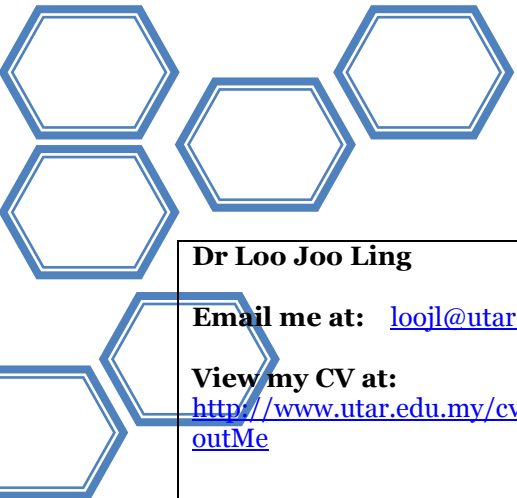 Dr Loo Joo Ling
Email me at: loojl@utar
View my CV at:
http://www.utar.edu.my/cv
outMe